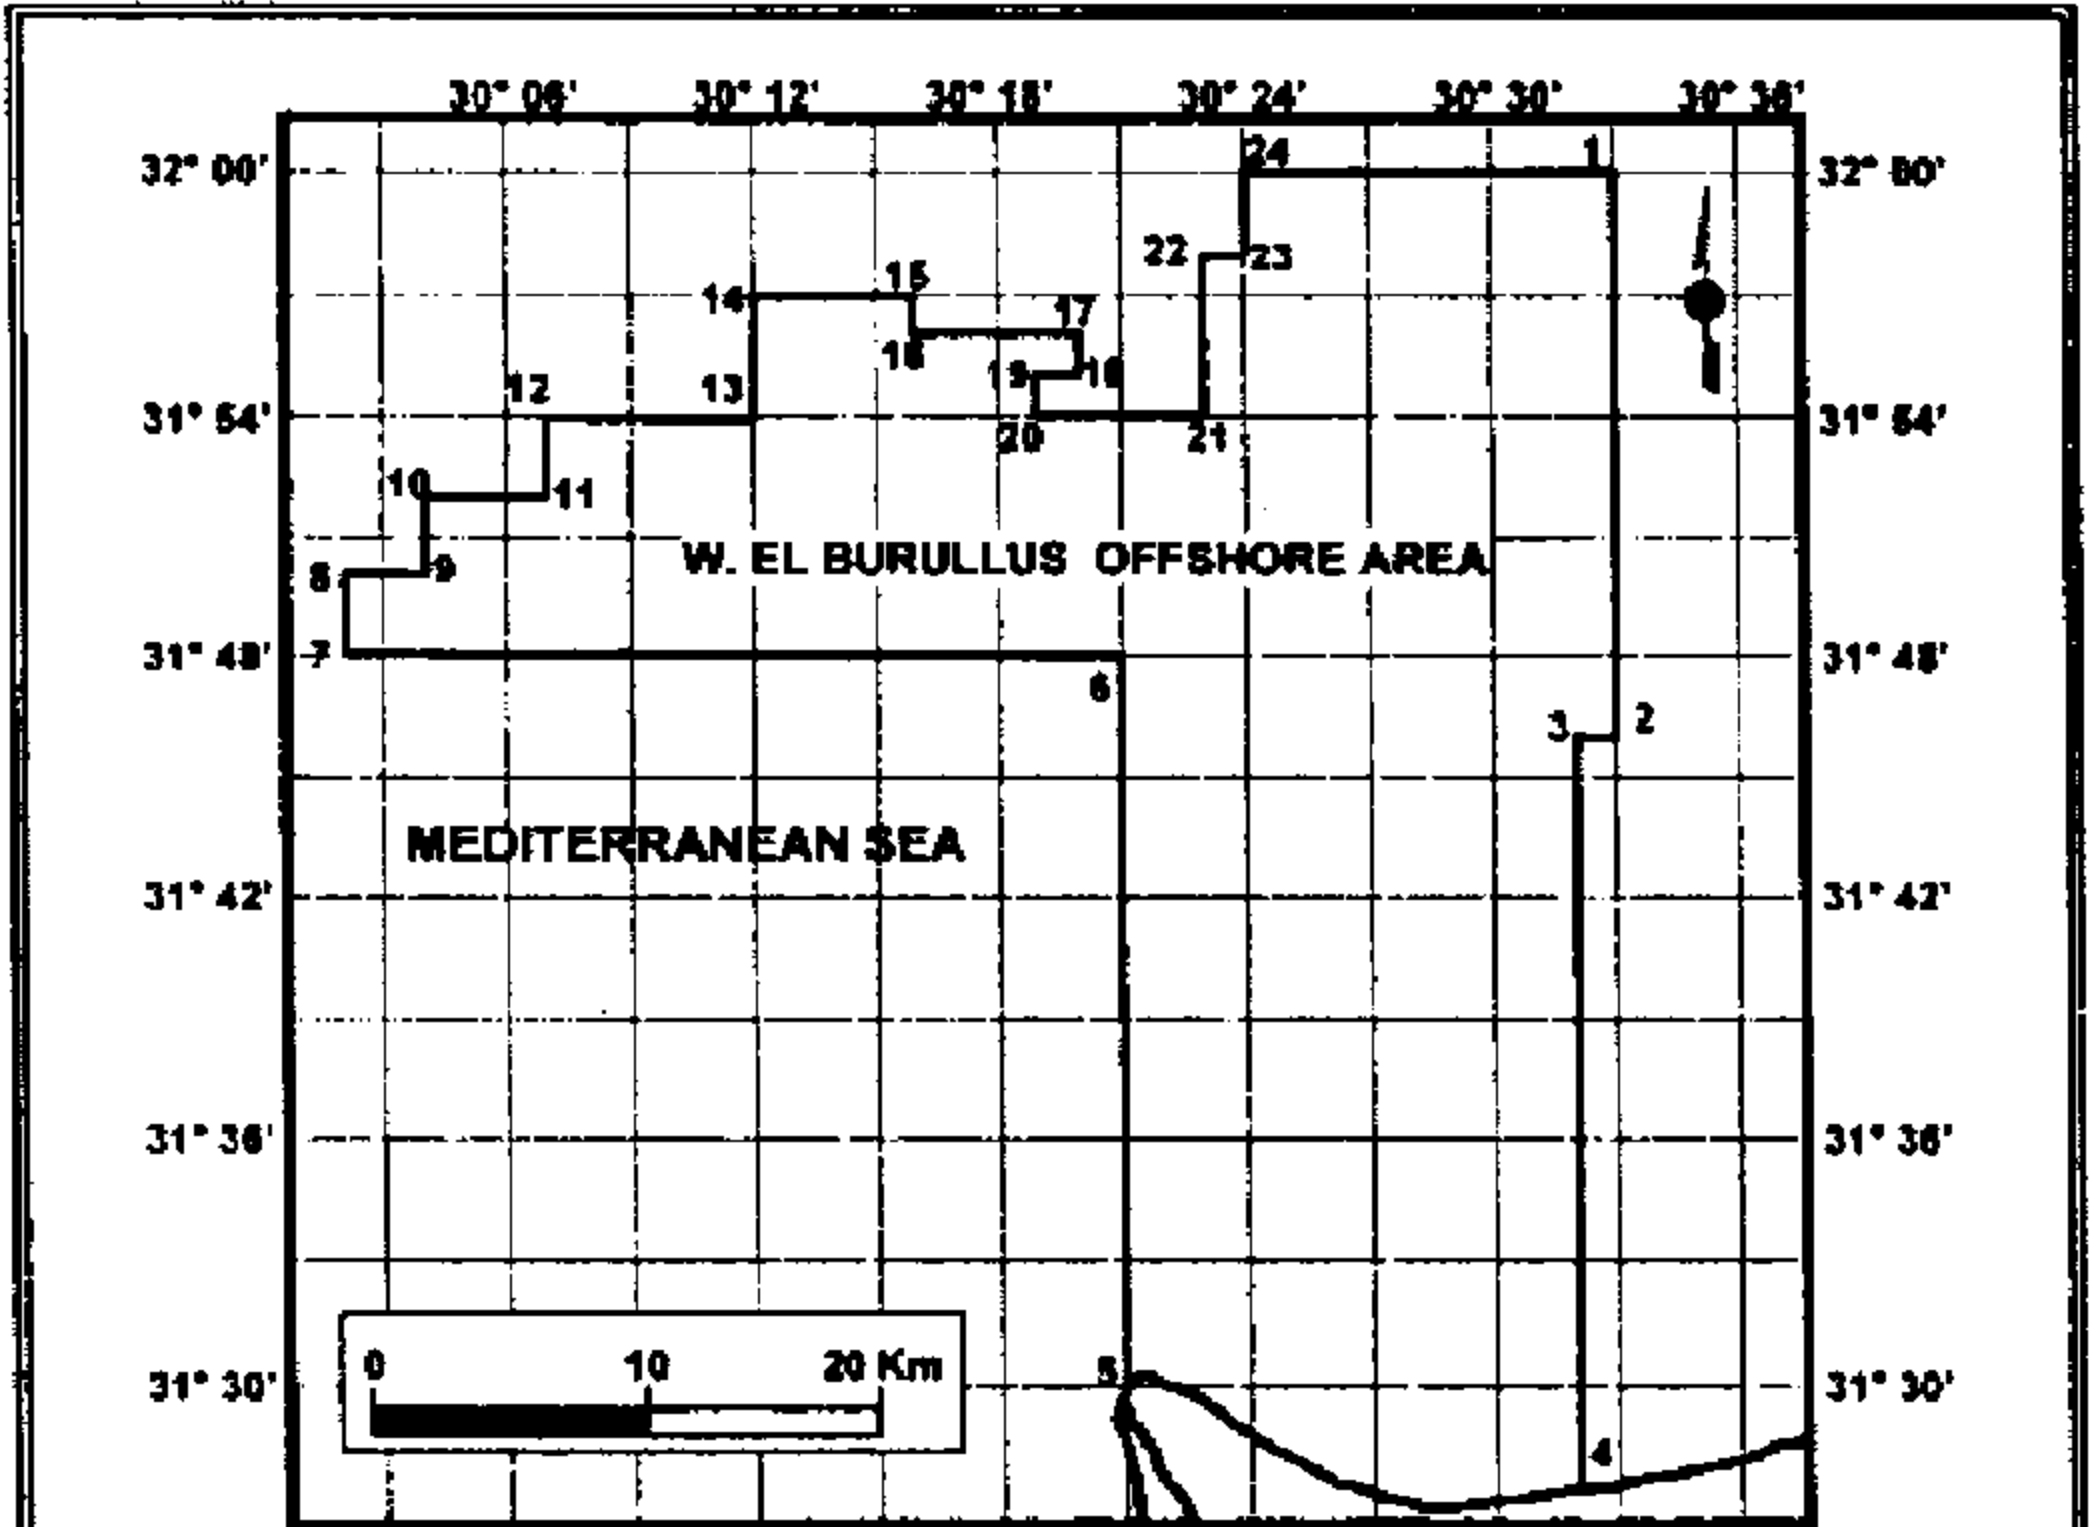 30° 06' 30° 12' 30° 18' 30° 24' 30° 30' 30° 36'
32° 00' 24 1 32° 00'
22 23
14 15
17
16
19 18
12 13
31° 54' 31° 54'
20 21
10 11
W. EL BURULLUS OFFSHORE AREA
8 9
31° 48' 7 31° 48'
6
3 2
MEDITERRANEAN SEA
31° 42' 31° 42'
31° 36' 31° 36'
0 10 20 Km
31° 30' 5 31° 30'
4